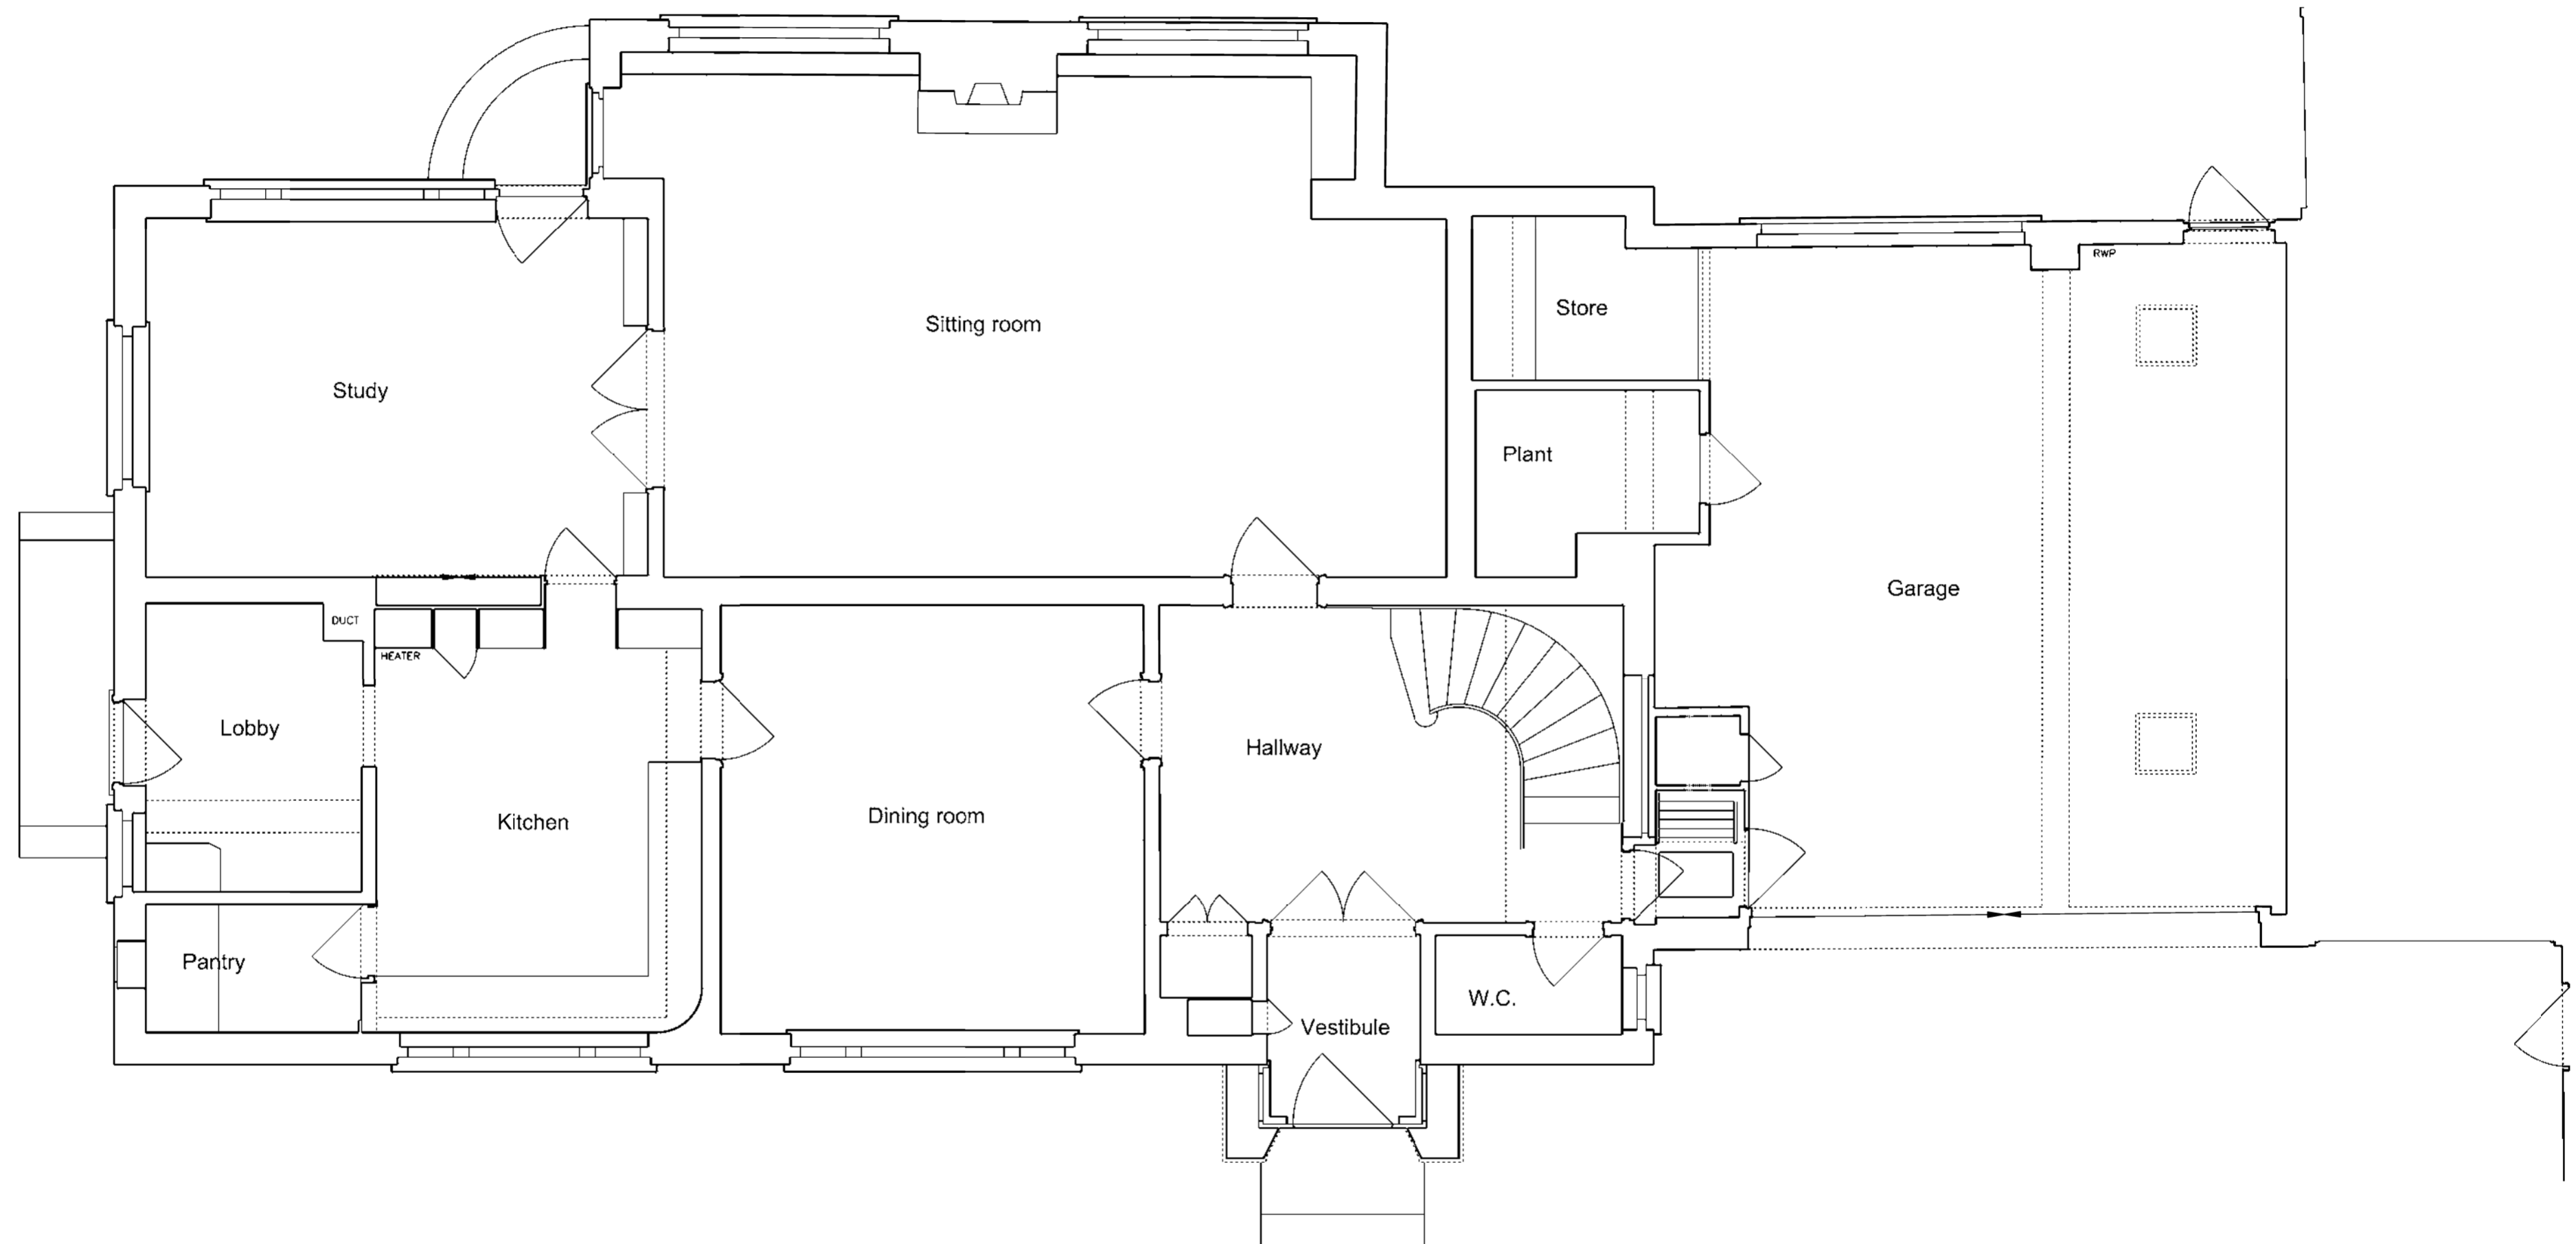 RWP
Store
Sitting room
Study
Plant
Garage
DUCT
HEATER
Lobby
Hallway
Dining room
Kitchen
Pantry
W.C.
Vestibule